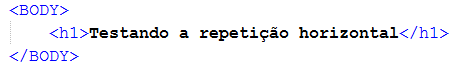 <BODY>
<h1>Testando a repetição horizontal</h1>
</BODY>